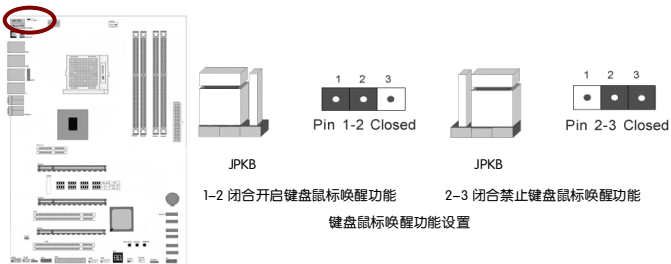 1 2 3
Pin 1-2 Closed
1 2 3
Pin 2-3 Closed
JPKB
JPKB
1-2 闭合开启键盘鼠标唤醒功能
2-3 闭合禁止键盘鼠标唤醒功能
键盘鼠标唤醒功能设置